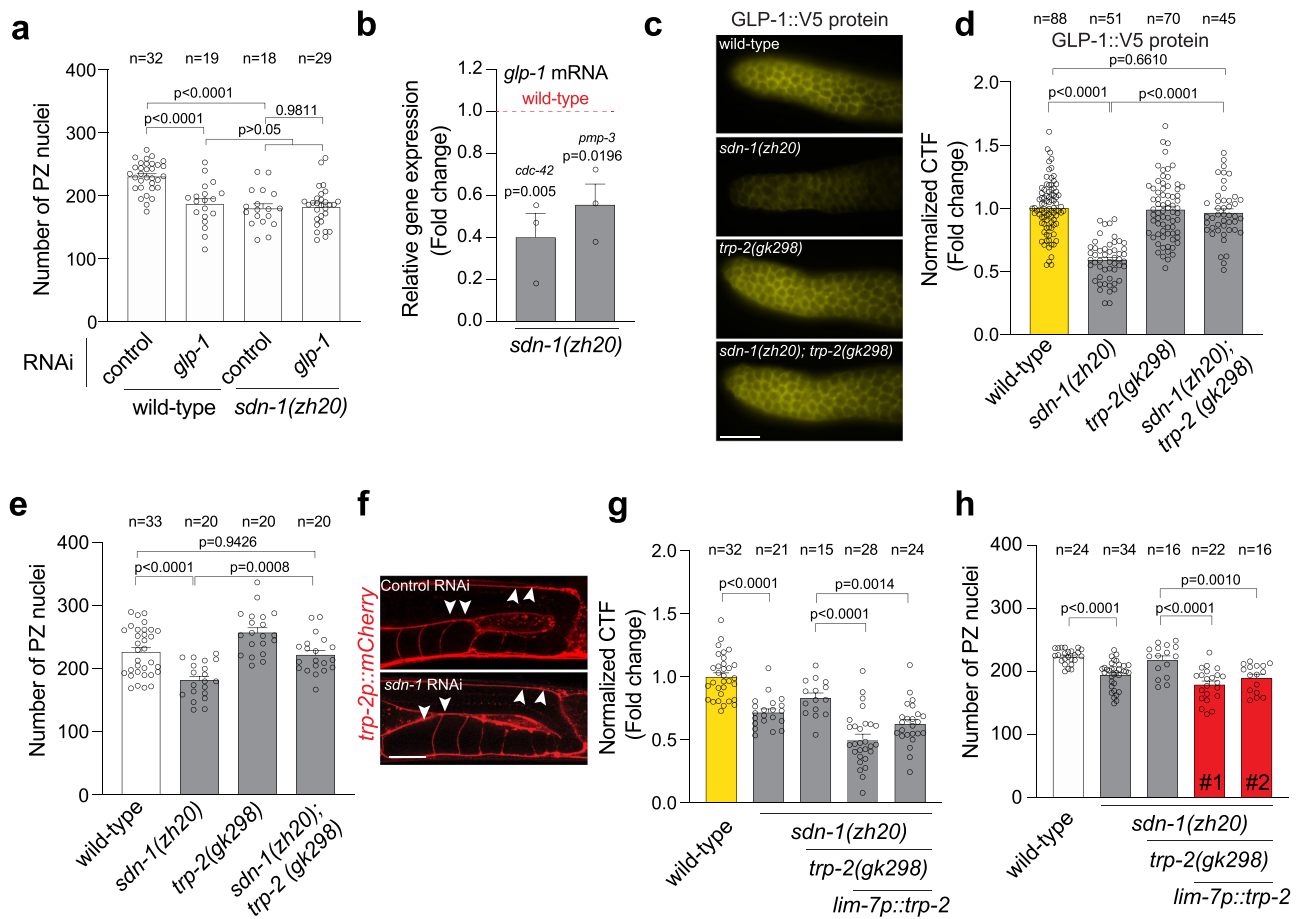 a
n=32 n=19 n=18 n=29
p<0.0001
0.9811
p<0.0001
p>0.05
Number of PZ nuclei
400
300
200
100
0
RNAi
control
glp-1
control
glp-1
wild-type
sdn-1(zh20)
b
glp-1 mRNA
wild-type
pmp-3
p=0.0196
cdc-42
p=0.005
Relative gene expression
(Fold change)
1.2
1.0
0.8
0.6
0.4
0.2
0.0
sdn-1(zh20)
c
GLP-1::V5 protein
wild-type
sdn-1(zh20)
trp-2(gk298)
sdn-1(zh20); trp-2(gk298)
d
n=88 n=51 n=70 n=45
GLP-1::V5 protein
p=0.6610
p<0.0001
p<0.0001
Normalized CTF
(Fold change)
2.0
1.5
1.0
0.5
0.0
wild-type
sdn-1(zh20)
trp-2(gk298)
sdn-1(zh20);
trp-2 (gk298)
e
n=33 n=20 n=20 n=20
p=0.9426
p<0.0001
p=0.0008
Number of PZ nuclei
400
300
200
100
0
wild-type
sdn-1(zh20)
trp-2(gk298)
sdn-1(zh20);
trp-2 (gk298)
f
trp-2p::mCherry
Control RNAi
sdn-1 RNAi
g
n=32 n=21 n=15 n=28 n=24
p<0.0001
p=0.0014
p<0.0001
Normalized CTF
(Fold change)
2.0
1.5
1.0
0.5
0.0
wild-type
sdn-1(zh20)
trp-2(gk298)
lim-7p::trp-2
h
n=24 n=34 n=16 n=22 n=16
p=0.0010
p<0.0001
p<0.0001
Number of PZ nuclei
400
300
200
100
0
#1
#2
wild-type
sdn-1(zh20)
trp-2(gk298)
lim-7p::trp-2